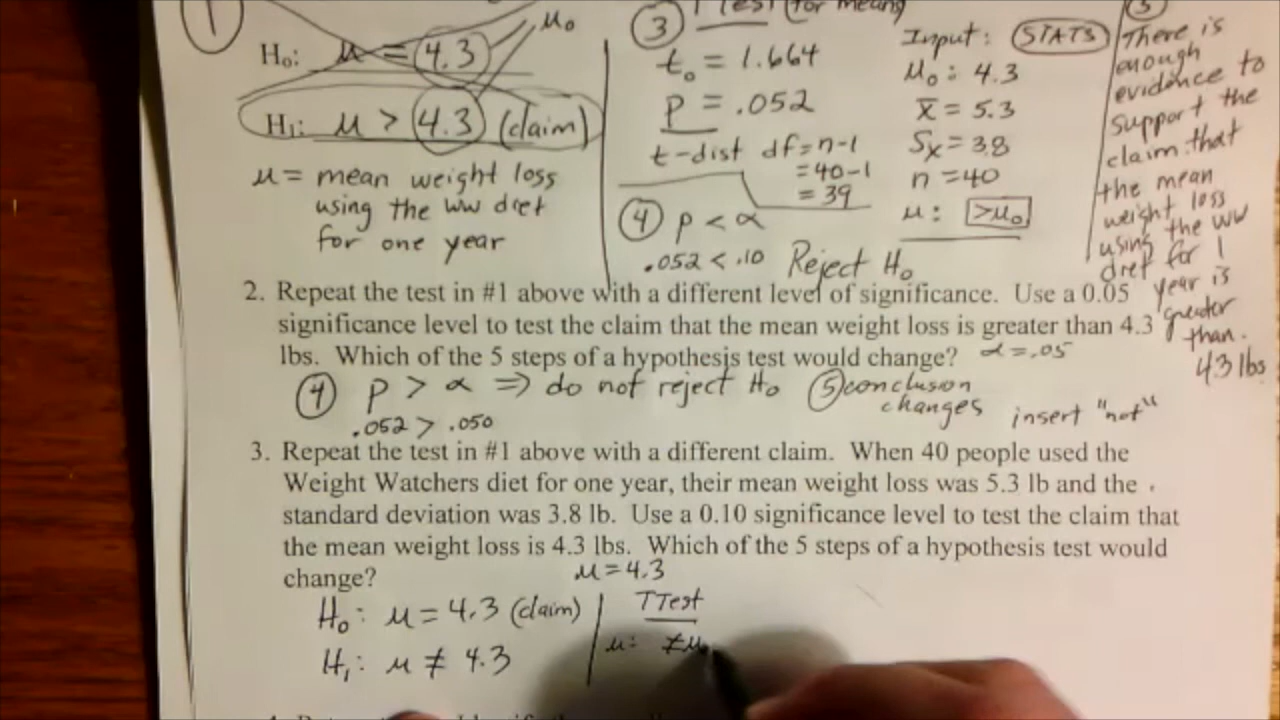 1
H₀: μ = 4.3
μ₀
H₁: μ > 4.3 (claim)
μ = mean weight loss
using the WW diet
for one year
3 T Test (for means)
t₀ = 1.664
p = .052
t-dist df = n-1
= 40-1
= 39
4 p < α
.052 < .10 Reject H₀
Input: STATS
μ₀: 4.3
x̅ = 5.3
Sx = 3.8
n = 40
μ: >μ₀
5
There is
enough
evidence to
support the
claim that
the mean
weight loss
using the WW
diet for 1
year is
greater
than
4.3 lbs
2. Repeat the test in #1 above with a different level of significance. Use a 0.05
significance level to test the claim that the mean weight loss is greater than 4.3
lbs. Which of the 5 steps of a hypothesis test would change? α = .05
4 p > α ⇒ do not reject H₀ 5 conclusion
changes insert "not"
.052 > .050
3. Repeat the test in #1 above with a different claim. When 40 people used the
Weight Watchers diet for one year, their mean weight loss was 5.3 lb and the
standard deviation was 3.8 lb. Use a 0.10 significance level to test the claim that
the mean weight loss is 4.3 lbs. Which of the 5 steps of a hypothesis test would
change? μ = 4.3
H₀: μ = 4.3 (claim)
H₁: μ ≠ 4.3
TTest
μ: ≠μ₀